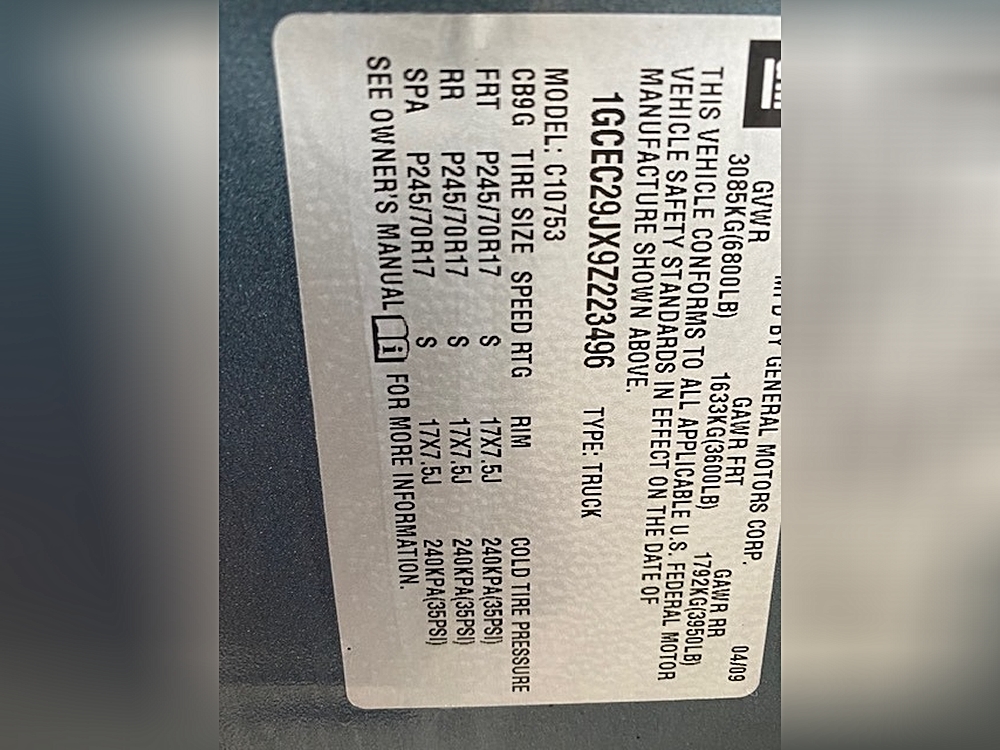 GM
MFD BY GENERAL MOTORS CORP. 04/09
GVWR GAWR FRT GAWR RR
3085KG(6800LB) 1633KG(3600LB) 1792KG(3950LB)
THIS VEHICLE CONFORMS TO ALL APPLICABLE U.S. FEDERAL MOTOR
VEHICLE SAFETY STANDARDS IN EFFECT ON THE DATE OF
MANUFACTURE SHOWN ABOVE.
1GCEC29JX9Z223496 TYPE: TRUCK
MODEL: C10753
CB9G TIRE SIZE SPEED RTG RIM COLD TIRE PRESSURE
FRT P245/70R17 S 17X7.5J 240KPA(35PSI)
RR P245/70R17 S 17X7.5J 240KPA(35PSI)
SPA P245/70R17 S 17X7.5J 240KPA(35PSI)
SEE OWNER'S MANUAL i FOR MORE INFORMATION.